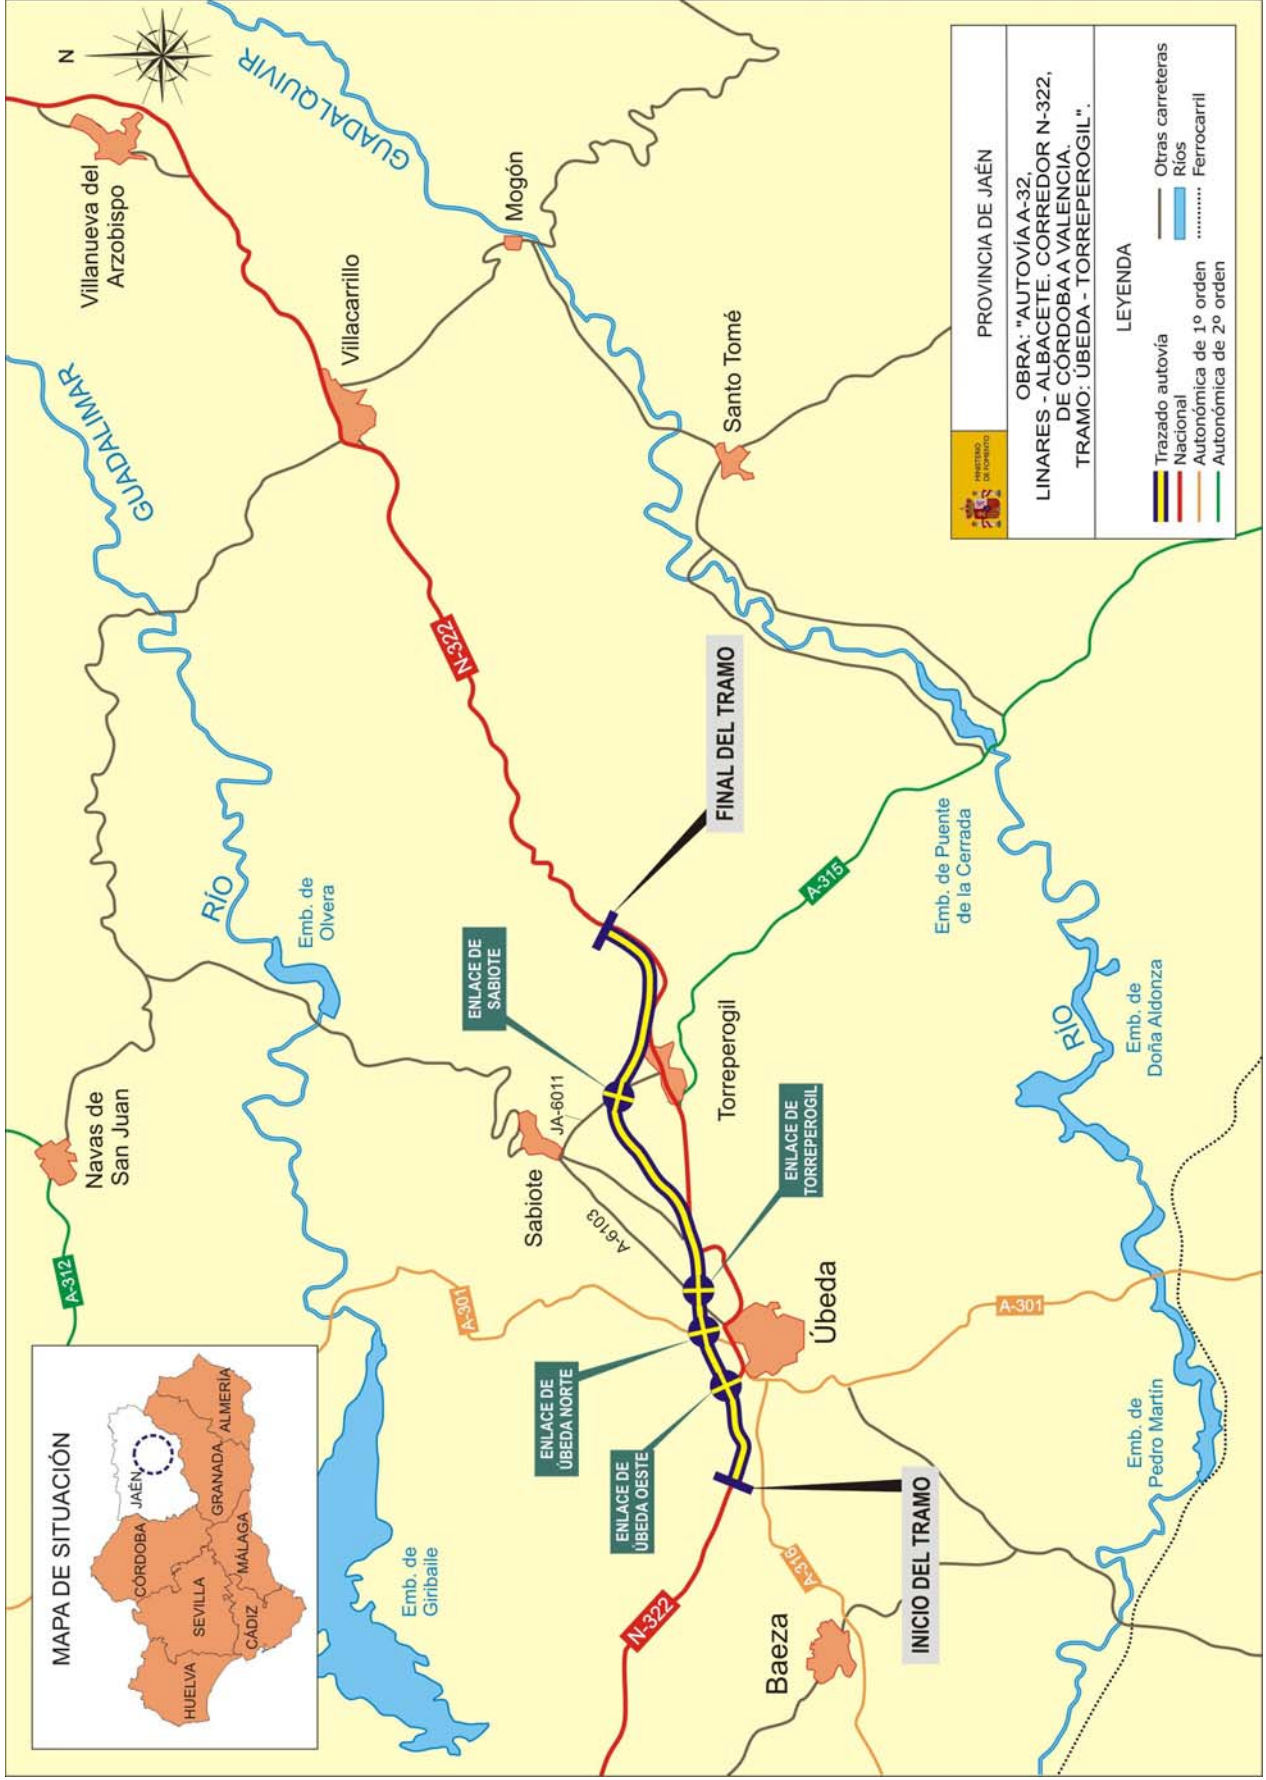 MAPA DE SITUACIÓN
HUELVA
SEVILLA
CÓRDOBA
JAÉN
CÁDIZ
MÁLAGA
GRANADA
ALMERÍA
A-312
Navas de
San Juan
RÍO
GUADALIMAR
Villanueva del
Arzobispo
N
GUADALQUIVIR
Emb. de
Giribaile
A-301
Emb. de
Olvera
Villacarrillo
Mogón
Sabiote
JA-6011
A-6103
ENLACE DE
SABIOTE
N-322
ENLACE DE
ÚBEDA NORTE
ENLACE DE
ÚBEDA OESTE
N-322
Torreperogil
FINAL DEL TRAMO
Santo Tomé
ENLACE DE
TORREPEROGIL
Úbeda
A-315
Baeza
A-316
INICIO DEL TRAMO
A-301
Emb. de Puente
de la Cerrada
RÍO
Emb. de
Doña Aldonza
Emb. de
Pedro Martín
MINISTERIO
DE FOMENTO
PROVINCIA DE JAÉN
OBRA: "AUTOVÍA A-32,
LINARES - ALBACETE. CORREDOR N-322,
DE CÓRDOBA A VALENCIA.
TRAMO: ÚBEDA - TORREPEROGIL".
LEYENDA
Trazado autovía
Nacional
Autonómica de 1º orden
Autonómica de 2º orden
Otras carreteras
Ríos
Ferrocarril